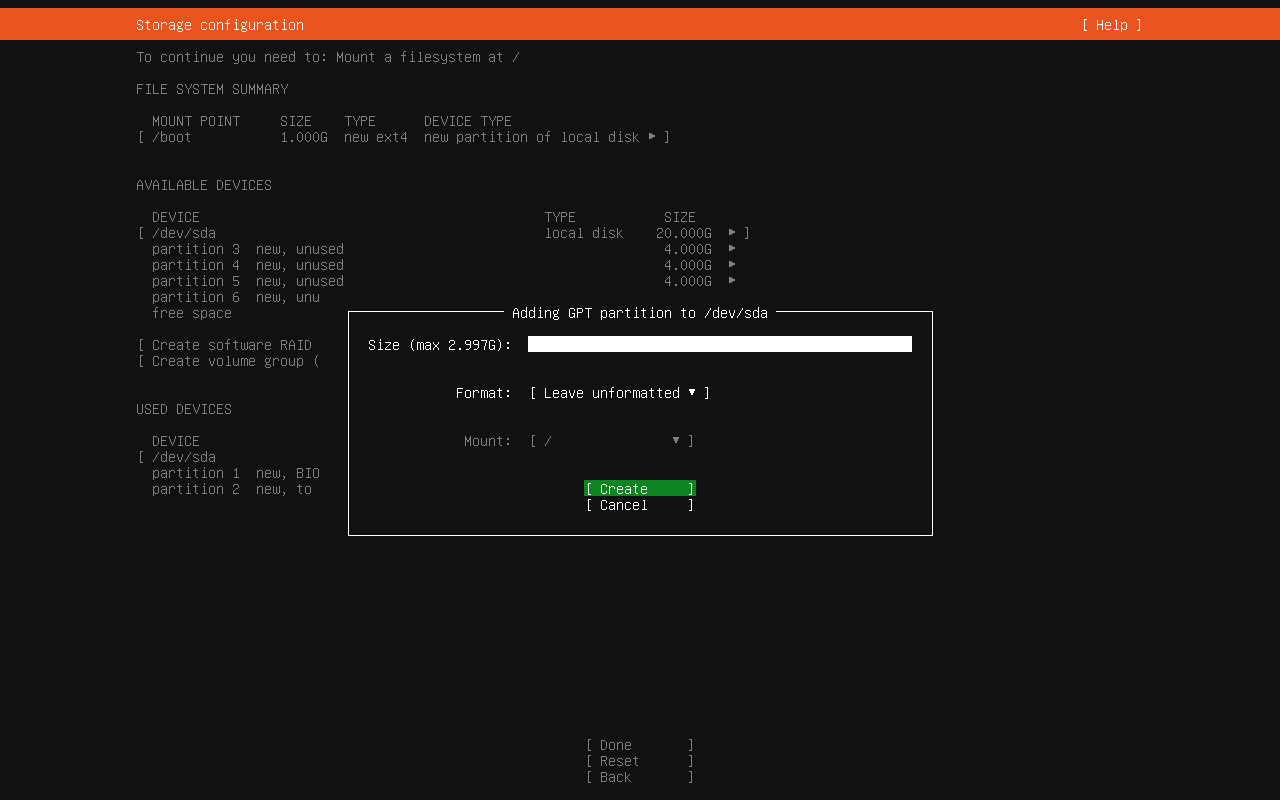 Storage configuration [ Help ]
To continue you need to: Mount a filesystem at /
FILE SYSTEM SUMMARY
MOUNT POINT SIZE TYPE DEVICE TYPE
[ /boot 1.000G new ext4 new partition of local disk ▸ ]
AVAILABLE DEVICES
DEVICE TYPE SIZE
[ /dev/sda local disk 20.000G ▸ ]
partition 3 new, unused 4.000G ▸
partition 4 new, unused 4.000G ▸
partition 5 new, unused 4.000G ▸
partition 6 new, unu
free space
[ Create software RAID
[ Create volume group (
USED DEVICES
DEVICE
[ /dev/sda
partition 1 new, BIO
partition 2 new, to
Adding GPT partition to /dev/sda
Size (max 2.997G):
Format: [ Leave unformatted ▾ ]
Mount: [ / ▾ ]
[ Create ]
[ Cancel ]
[ Done ]
[ Reset ]
[ Back ]